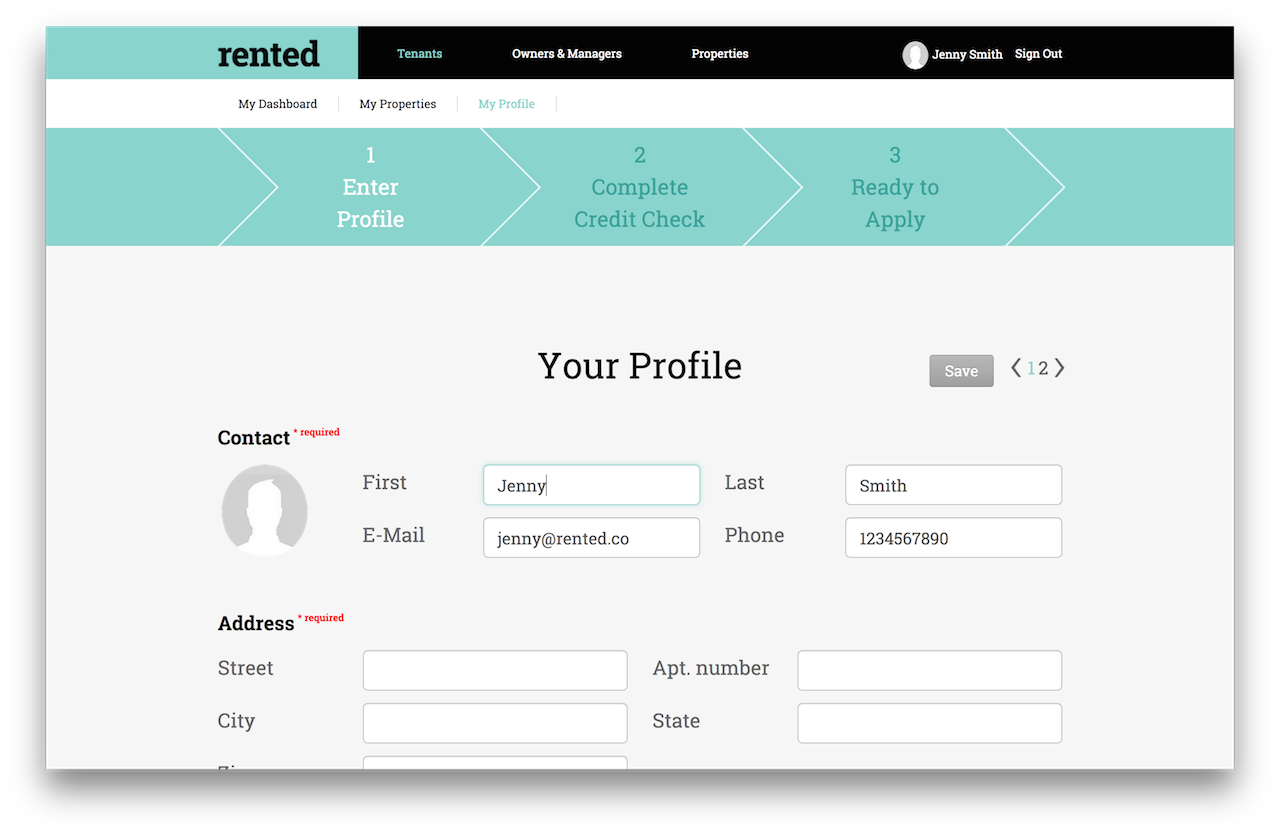 rented
Tenants
Owners & Managers
Properties
Jenny Smith
Sign Out
My Dashboard
My Properties
My Profile
1
Enter
Profile
2
Complete
Credit Check
3
Ready to
Apply
Your Profile
Save
1 2
Contact * required
First
Jenny
Last
Smith
E-Mail
jenny@rented.co
Phone
1234567890
Address * required
Street
Apt. number
City
State